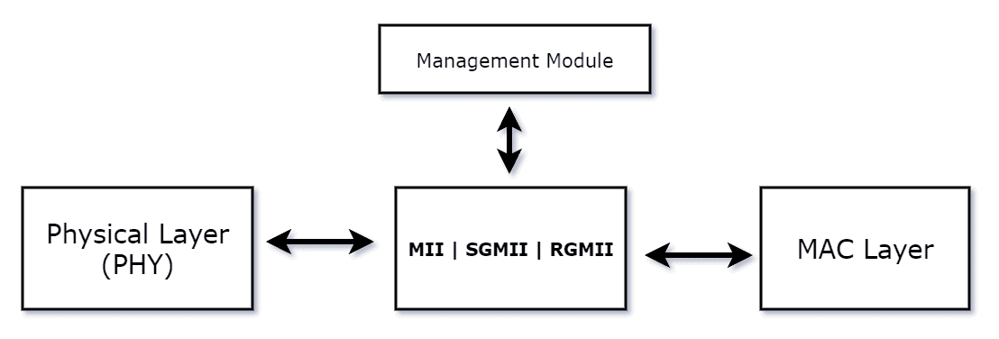 Management Module
Physical Layer
(PHY)
MII | SGMII | RGMII
MAC Layer